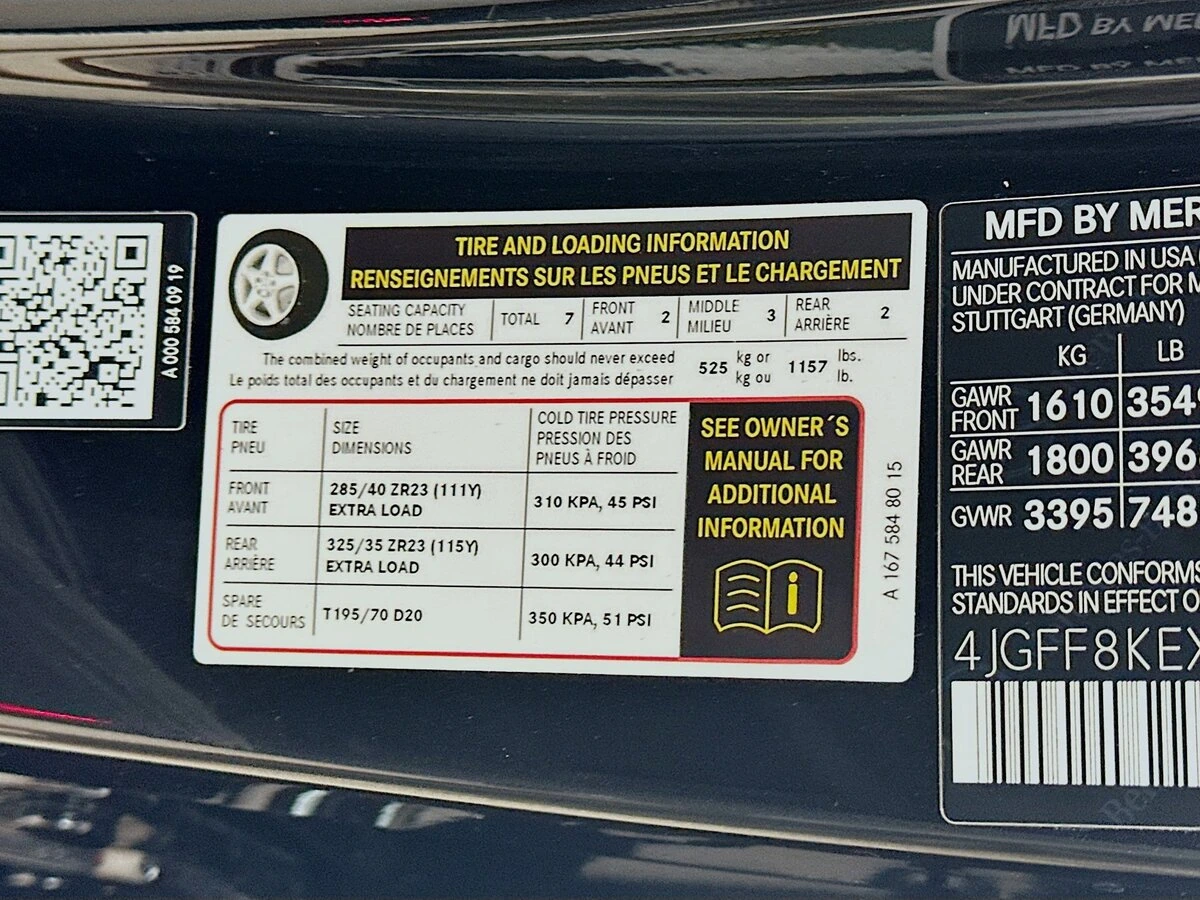 MFD BY MER
A 000 584 09 19
TIRE AND LOADING INFORMATION
RENSEIGNEMENTS SUR LES PNEUS ET LE CHARGEMENT
SEATING CAPACITY
NOMBRE DE PLACES
TOTAL 7
FRONT
AVANT
2
MIDDLE
MILIEU
3
REAR
ARRIÈRE
2
The combined weight of occupants and cargo should never exceed
Le poids total des occupants et du chargement ne doit jamais dépasser
525
kg or
kg ou
1157
lbs.
lb.
TIRE
PNEU
SIZE
DIMENSIONS
COLD TIRE PRESSURE
PRESSION DES
PNEUS À FROID
FRONT
AVANT
285/40 ZR23 (111Y)
EXTRA LOAD
310 KPA, 45 PSI
REAR
ARRIÈRE
325/35 ZR23 (115Y)
EXTRA LOAD
300 KPA, 44 PSI
SPARE
DE SECOURS
T195/70 D20
350 KPA, 51 PSI
SEE OWNER´S
MANUAL FOR
ADDITIONAL
INFORMATION
A 167 584 80 15
MFD BY MER
MANUFACTURED IN USA
UNDER CONTRACT FOR M
STUTTGART (GERMANY)
KG LB
GAWR
FRONT
1610 354
GAWR
REAR
1800 396
GVWR 3395 748
THIS VEHICLE CONFORMS
STANDARDS IN EFFECT O
4JGFF8KEX